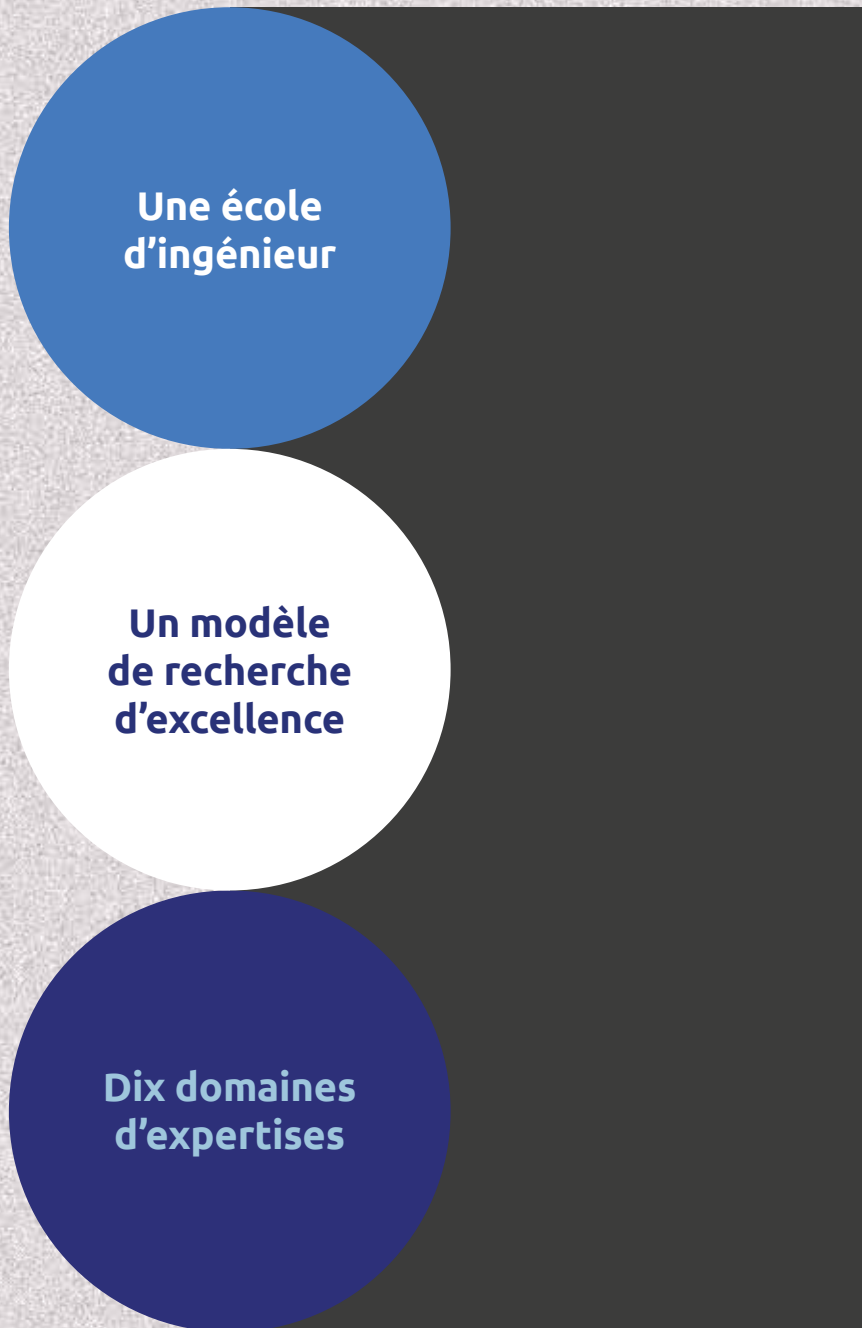 Une école
d’ingénieur
Un modèle
de recherche
d’excellence
Dix domaines
d’expertises